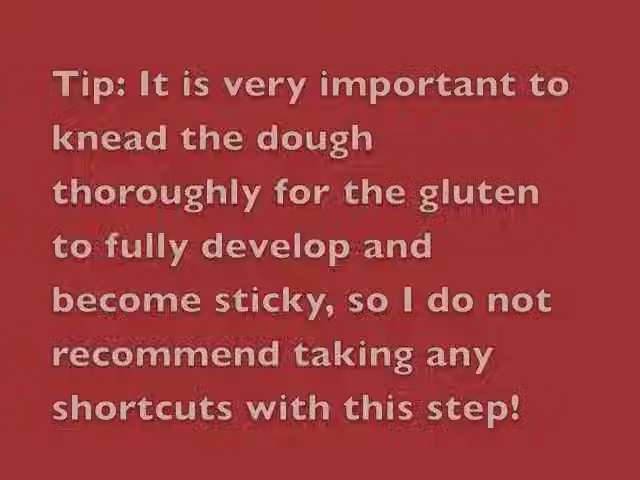 Tip: It is very important to
knead the dough
thoroughly for the gluten
to fully develop and
become sticky, so I do not
recommend taking any
shortcuts with this step!